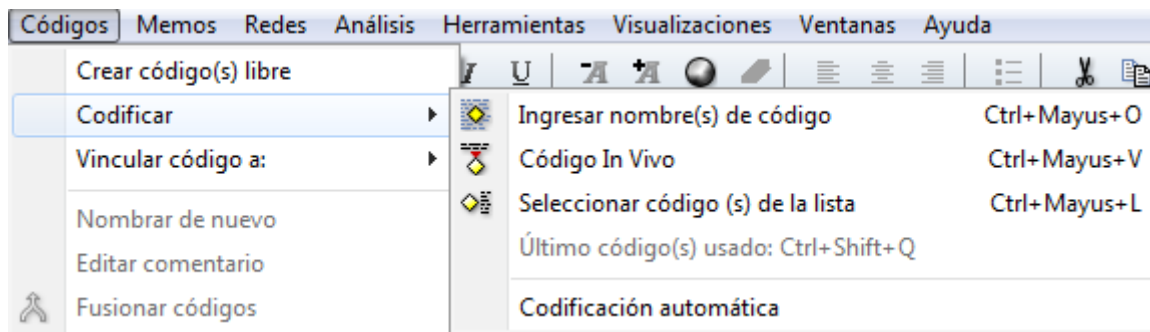 Códigos Memos Redes Análisis Herramientas Visualizaciones Ventanas Ayuda
Crear código(s) libre
Codificar
Vincular código a:
Nombrar de nuevo
Editar comentario
Fusionar códigos
I U A A
Ingresar nombre(s) de código Ctrl+Mayus+O
Código In Vivo Ctrl+Mayus+V
Seleccionar código (s) de la lista Ctrl+Mayus+L
Último código(s) usado: Ctrl+Shift+Q
Codificación automática